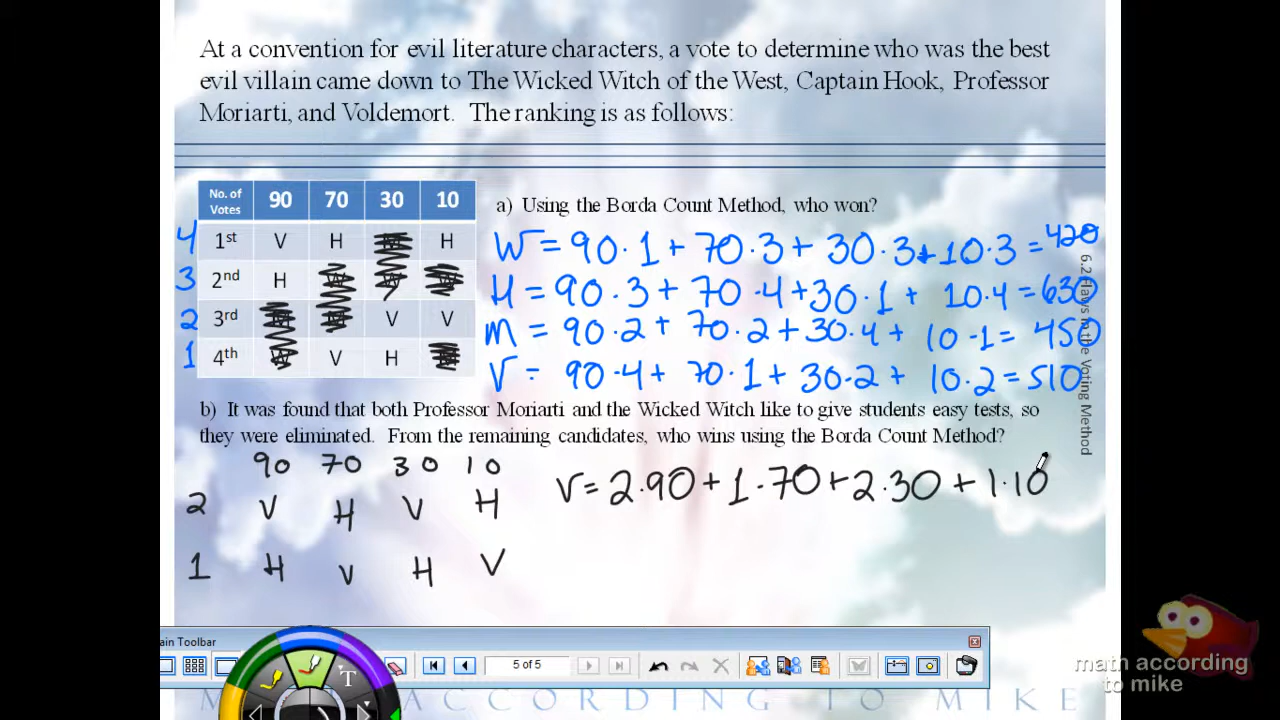 At a convention for evil literature characters, a vote to determine who was the best
evil villain came down to The Wicked Witch of the West, Captain Hook, Professor
Moriarti, and Voldemort. The ranking is as follows:
No. of Votes 90 70 30 10
4 1st V H H
3 2nd H
2 3rd V V
1 4th V H
a) Using the Borda Count Method, who won?
W = 90·1 + 70·3 + 30·3 + 10·3 = 420
H = 90·3 + 70·4 + 30·1 + 10·4 = 630
M = 90·2 + 70·2 + 30·4 + 10·1 = 450
V = 90·4 + 70·1 + 30·2 + 10·2 = 510
6.2 Flaws in the Voting Method
b) It was found that both Professor Moriarti and the Wicked Witch like to give students easy tests, so
they were eliminated. From the remaining candidates, who wins using the Borda Count Method?
90 70 30 10
2 V H V H
1 H V H V
V = 2·90 + 1·70 + 2·30 + 1·10
ain Toolbar
5 of 5
T
math according
to mike
ACCORDING TO MIKE